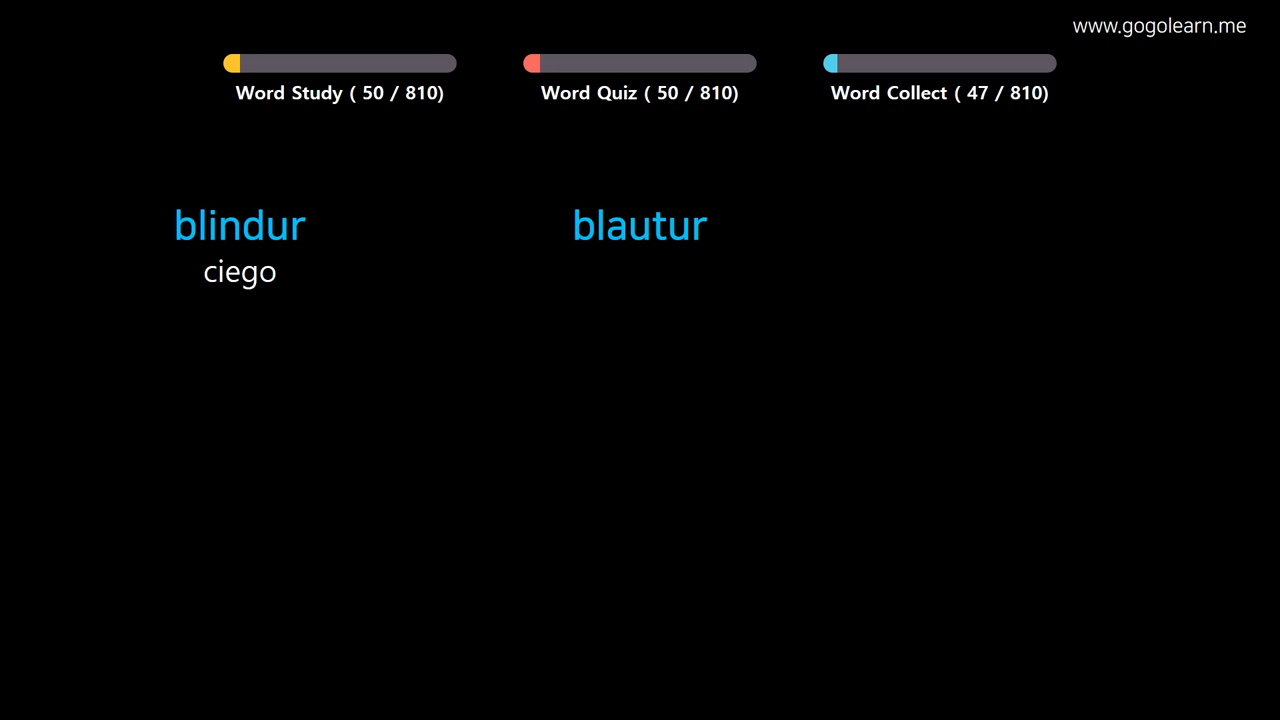 www.gogolearn.me
Word Study ( 50 / 810)
Word Quiz ( 50 / 810)
Word Collect ( 47 / 810)
blindur
ciego
blautur